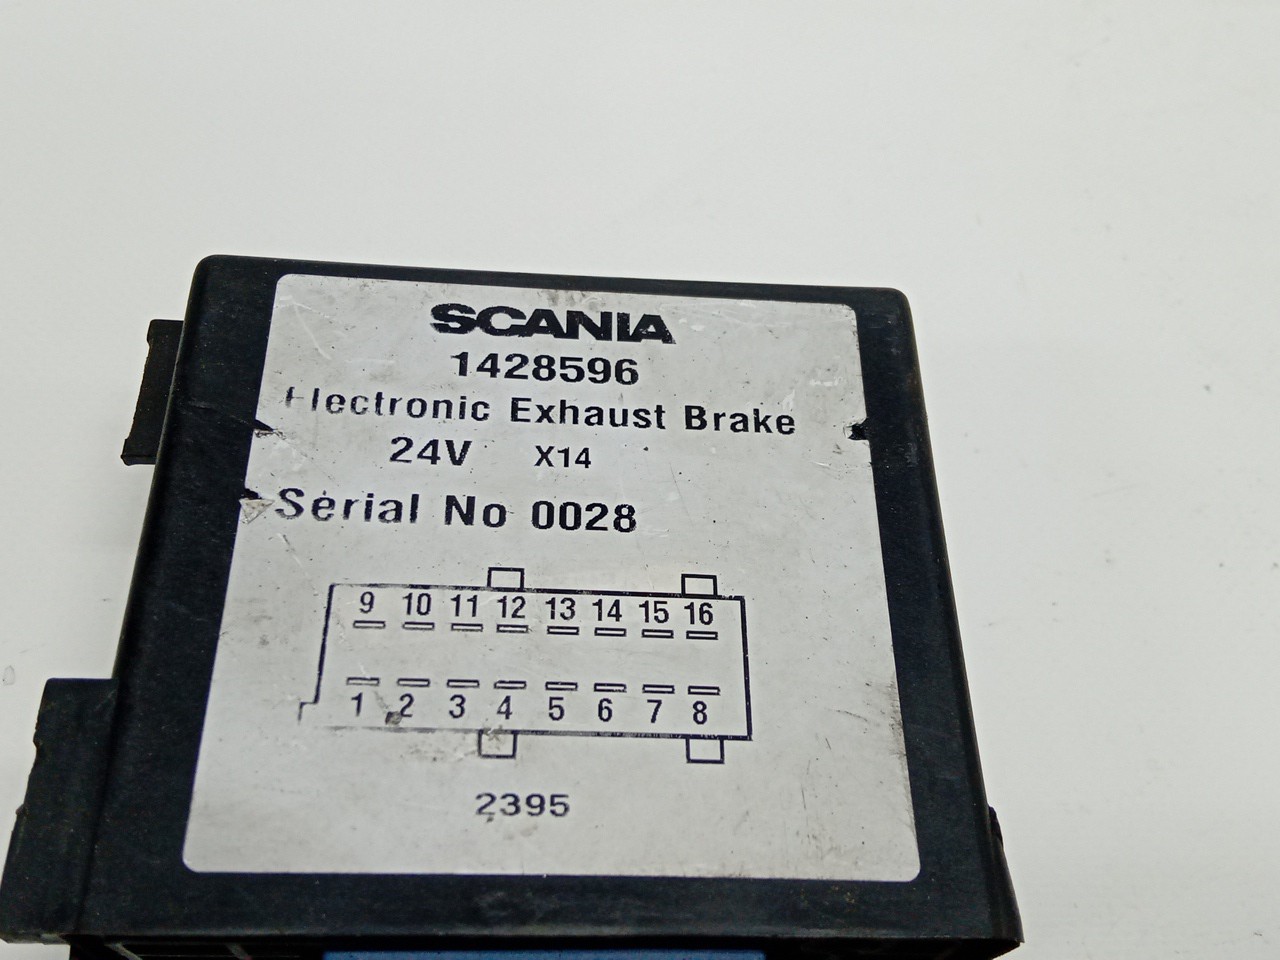 SCANIA
1428596
Electronic Exhaust Brake
24V X14
Serial No 0028
9 10 11 12 13 14 15 16
1 2 3 4 5 6 7 8
2395